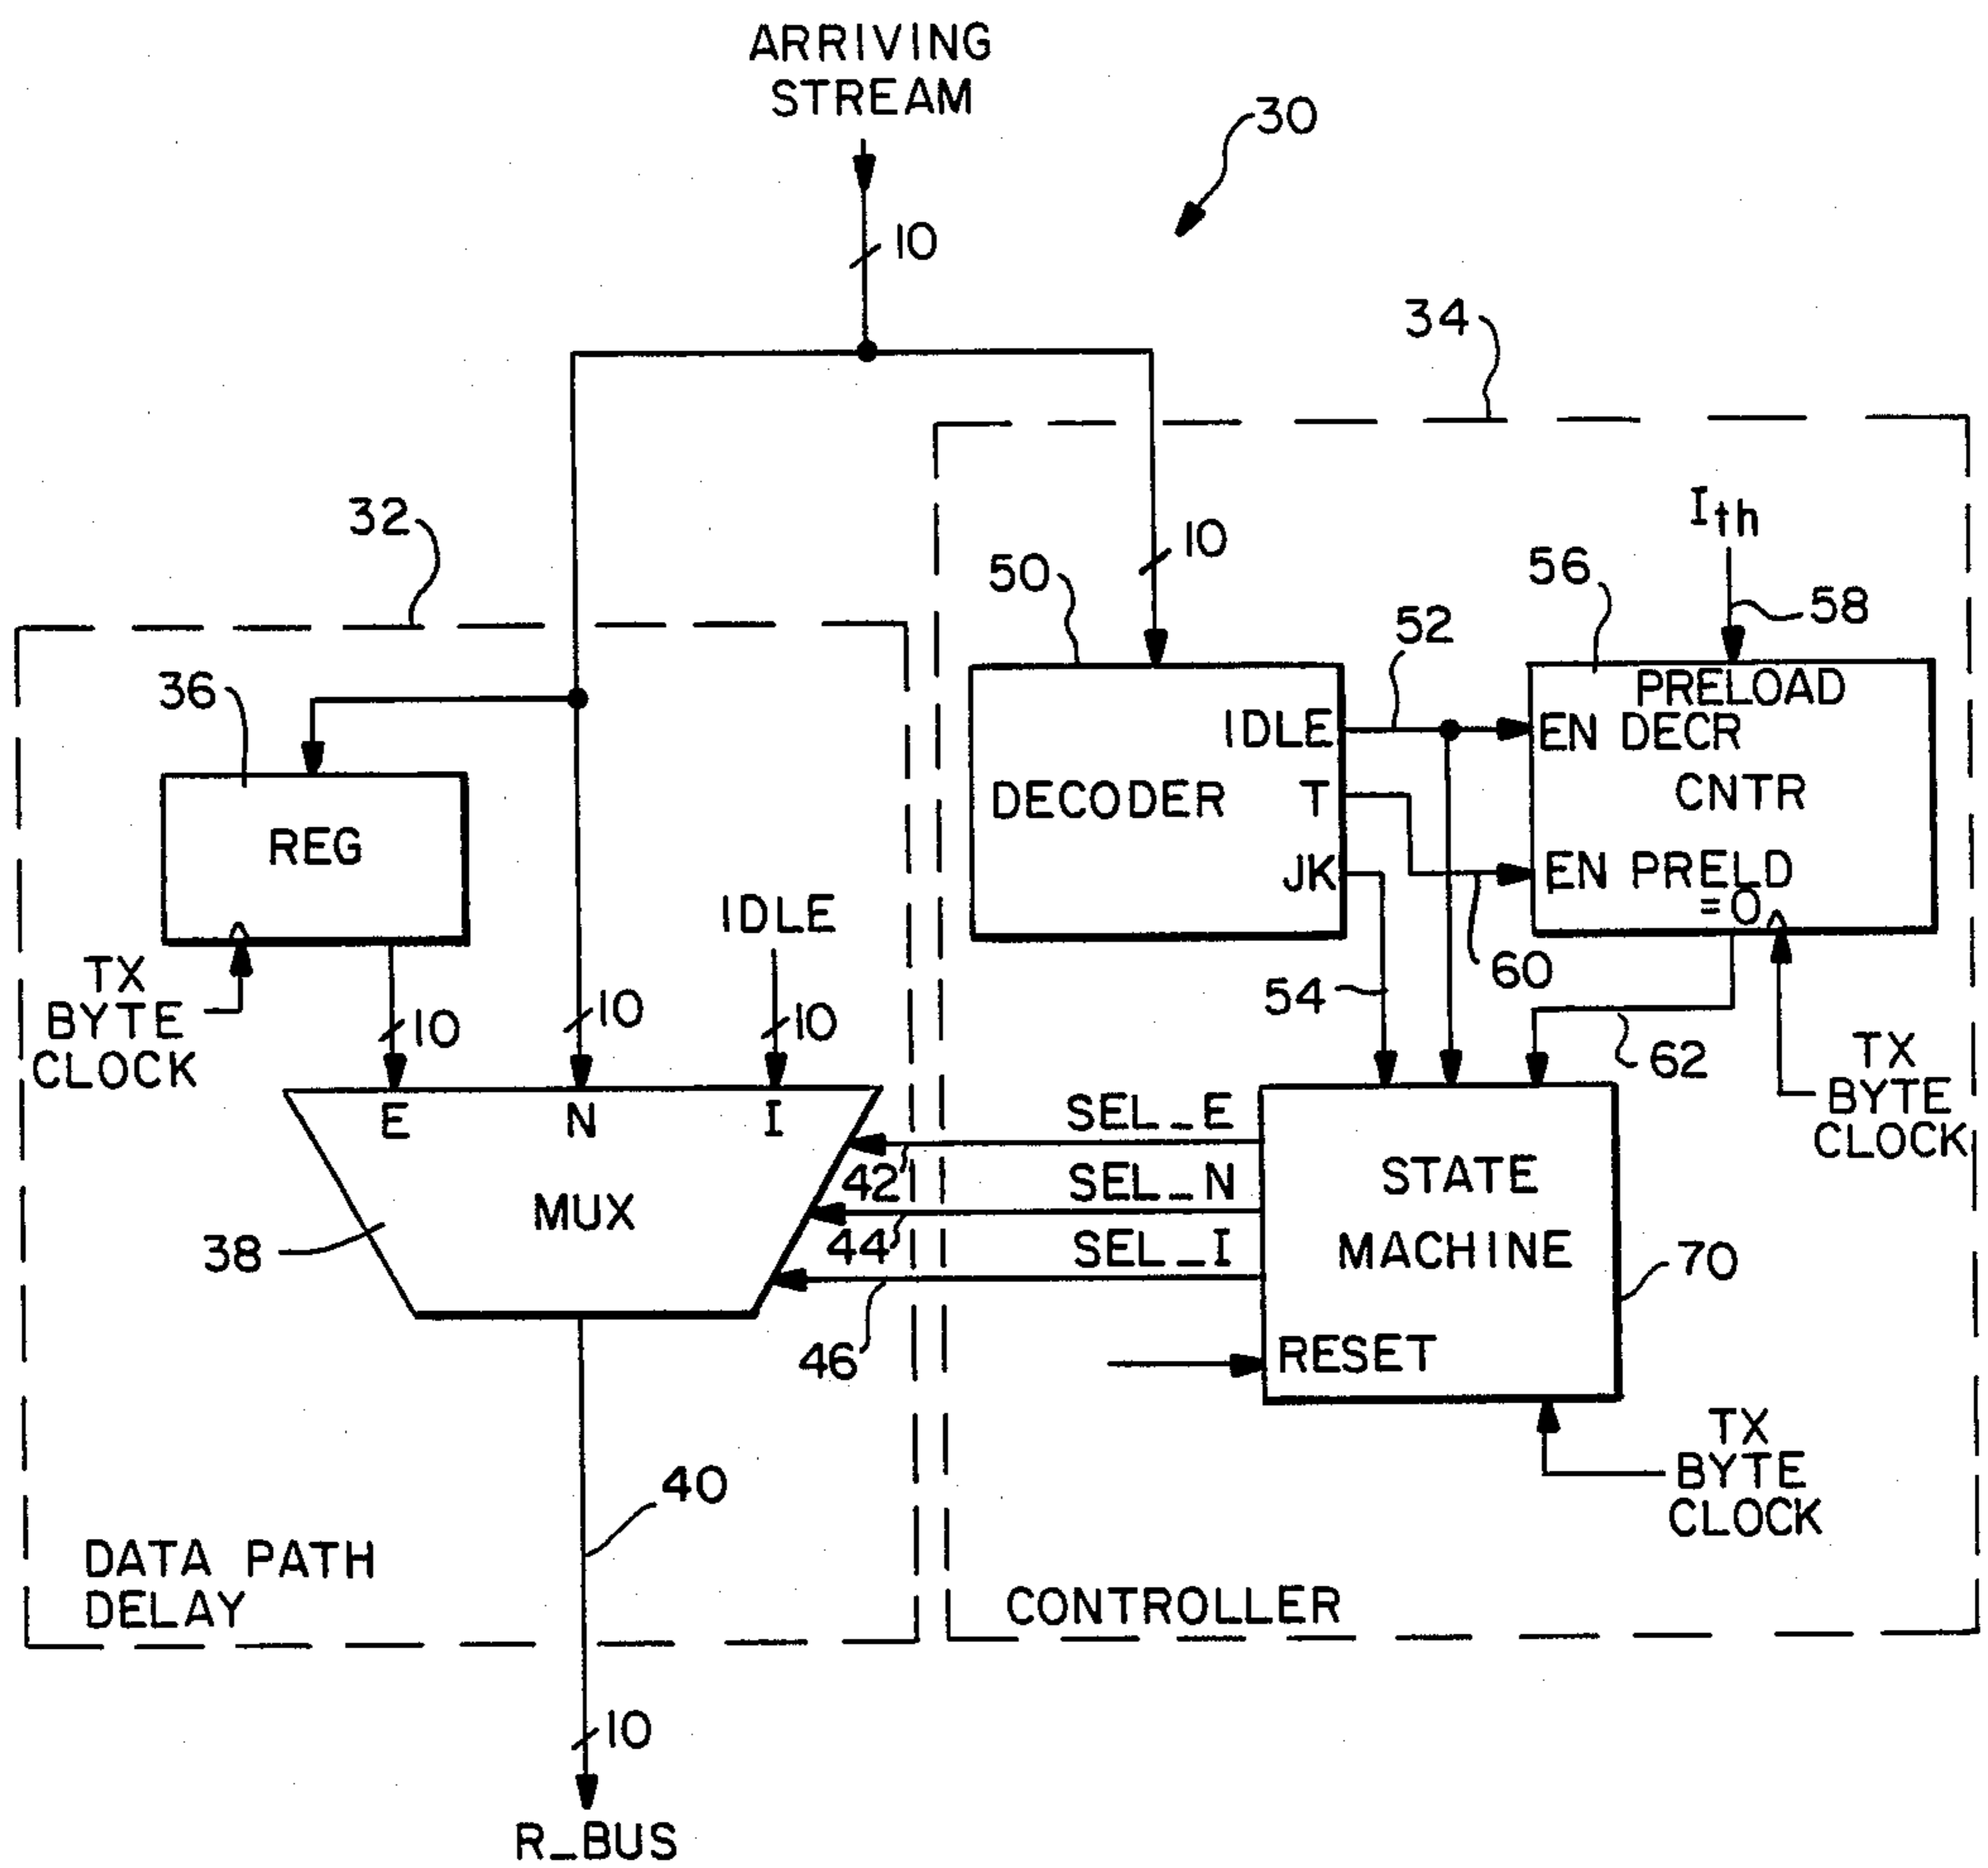 ARRIVING
STREAM
30
10
34
32
I th
10
50
56
58
52
36
PRELOAD
IDLE
EN DECR
DECODER
T
CNTR
REG
JK
EN PRELD
=0
IDLE
TX
BYTE
CLOCK
10
10
10
54
60
62
TX
BYTE
CLOCK
E
N
I
SEL_E
42
SEL_N
44
SEL_I
46
MUX
38
STATE
MACHINE
70
RESET
TX
BYTE
CLOCK
40
DATA PATH
DELAY
CONTROLLER
10
R_BUS